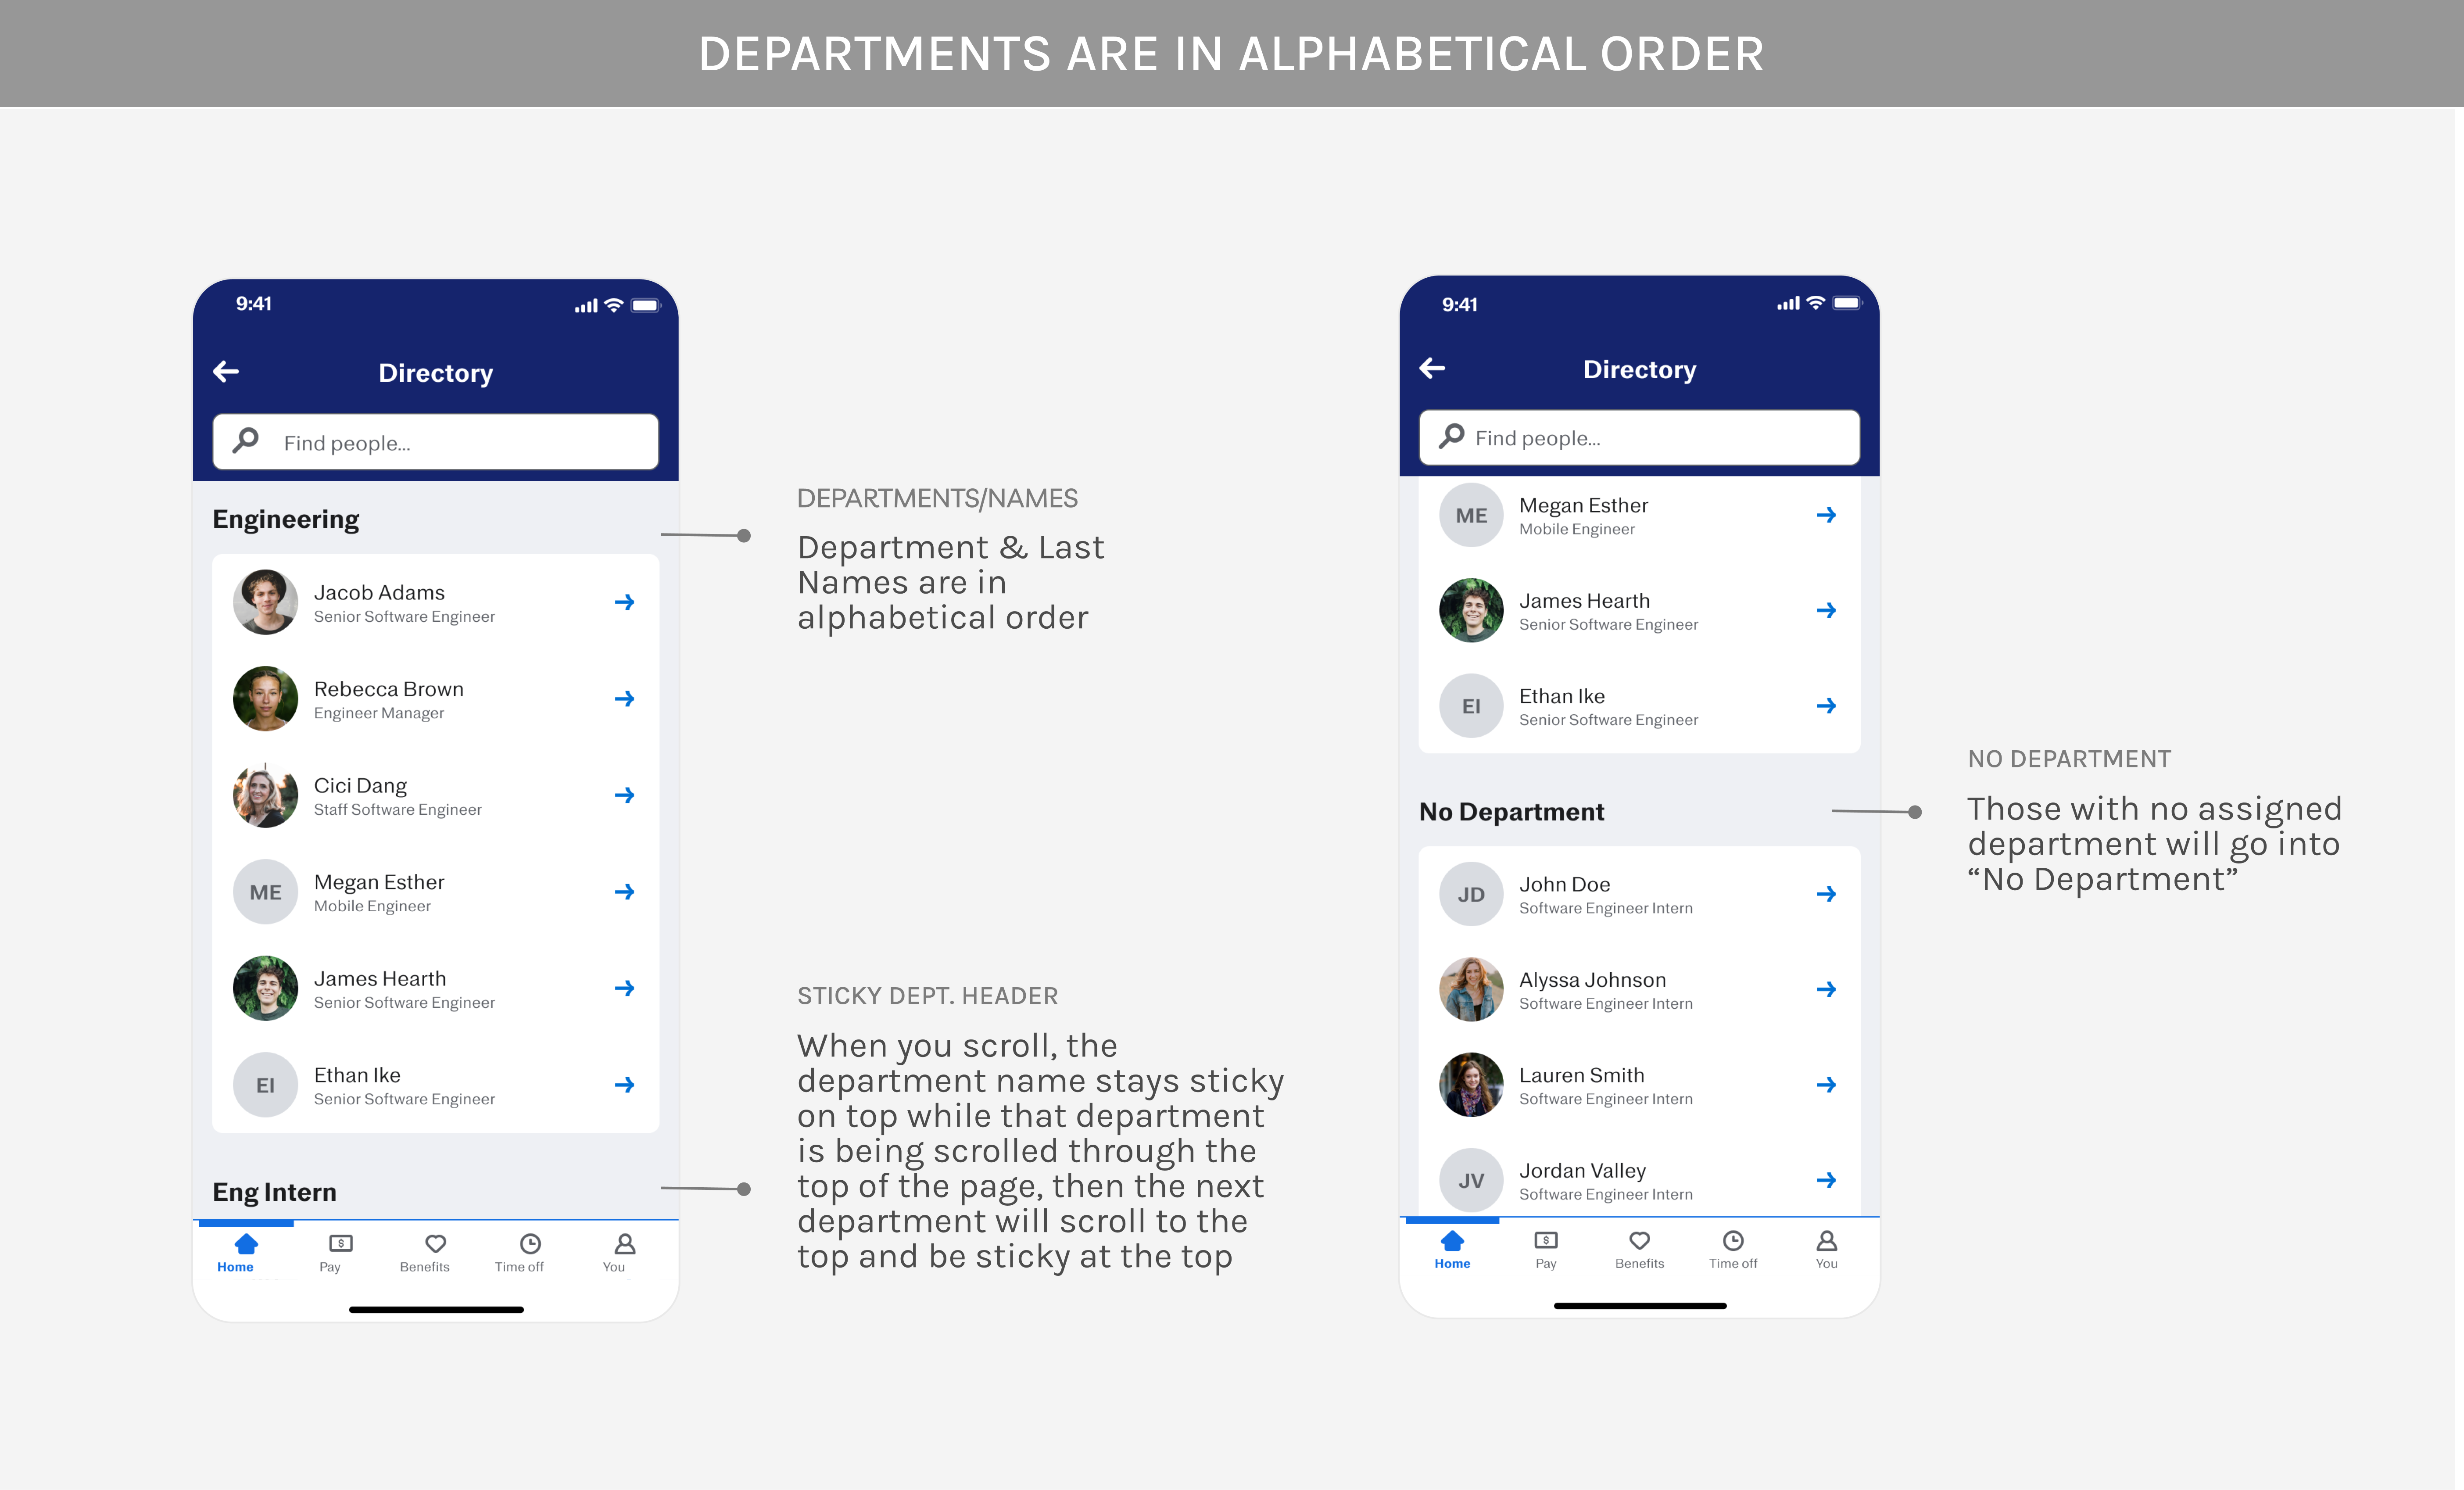 DEPARTMENTS ARE IN ALPHABETICAL ORDER
9:41
Directory
Find people...
Engineering
Jacob Adams
Senior Software Engineer
Rebecca Brown
Engineer Manager
Cici Dang
Staff Software Engineer
ME
Megan Esther
Mobile Engineer
James Hearth
Senior Software Engineer
EI
Ethan Ike
Senior Software Engineer
Eng Intern
Home
Pay
Benefits
Time off
You
DEPARTMENTS/NAMES
Department & Last
Names are in
alphabetical order
STICKY DEPT. HEADER
When you scroll, the
department name stays sticky
on top while that department
is being scrolled through the
top of the page, then the next
department will scroll to the
top and be sticky at the top
9:41
Directory
Find people...
ME
Megan Esther
Mobile Engineer
James Hearth
Senior Software Engineer
EI
Ethan Ike
Senior Software Engineer
No Department
JD
John Doe
Software Engineer Intern
Alyssa Johnson
Software Engineer Intern
Lauren Smith
Software Engineer Intern
JV
Jordan Valley
Software Engineer Intern
Home
Pay
Benefits
Time off
You
NO DEPARTMENT
Those with no assigned
department will go into
“No Department”